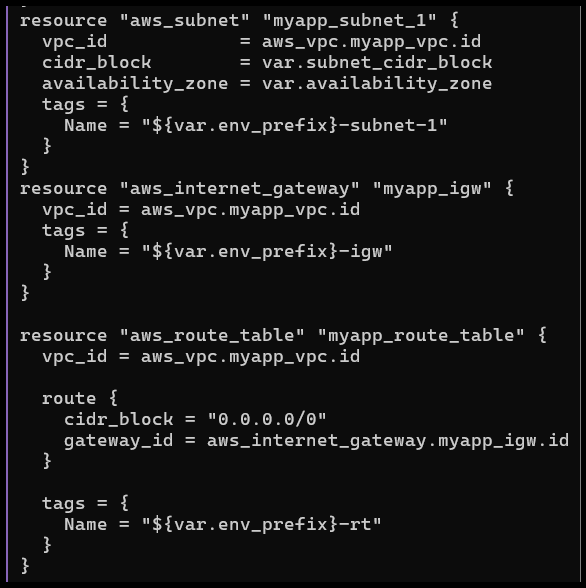 resource "aws_subnet" "myapp_subnet_1" {
  vpc_id            = aws_vpc.myapp_vpc.id
  cidr_block        = var.subnet_cidr_block
  availability_zone = var.availability_zone
  tags = {
    Name = "${var.env_prefix}-subnet-1"
  }
}
resource "aws_internet_gateway" "myapp_igw" {
  vpc_id = aws_vpc.myapp_vpc.id
  tags = {
    Name = "${var.env_prefix}-igw"
  }
}

resource "aws_route_table" "myapp_route_table" {
  vpc_id = aws_vpc.myapp_vpc.id

  route {
    cidr_block = "0.0.0.0/0"
    gateway_id = aws_internet_gateway.myapp_igw.id
  }

  tags = {
    Name = "${var.env_prefix}-rt"
  }
}